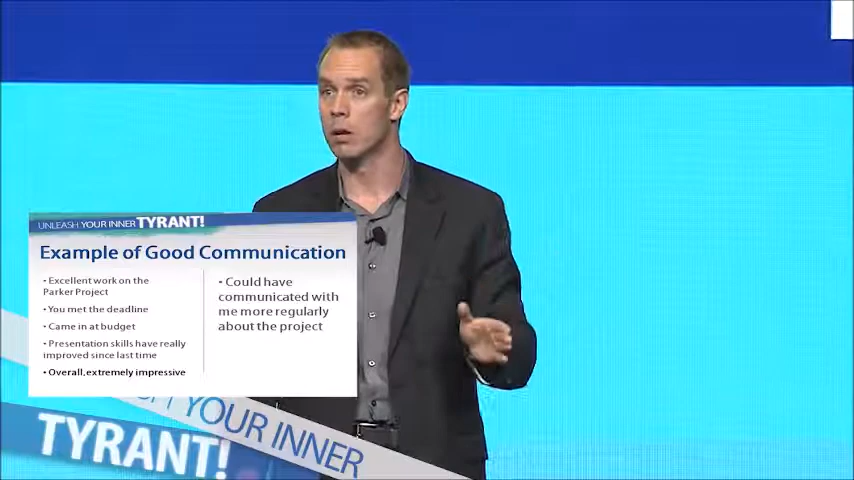 UNLEASH YOUR INNER TYRANT!
Example of Good Communication
• Excellent work on the
Parker Project
• You met the deadline
• Came in at budget
• Presentation skills have really
improved since last time
• Overall, extremely impressive
• Could have
communicated with
me more regularly
about the project
YOUR INNER
TYRANT!